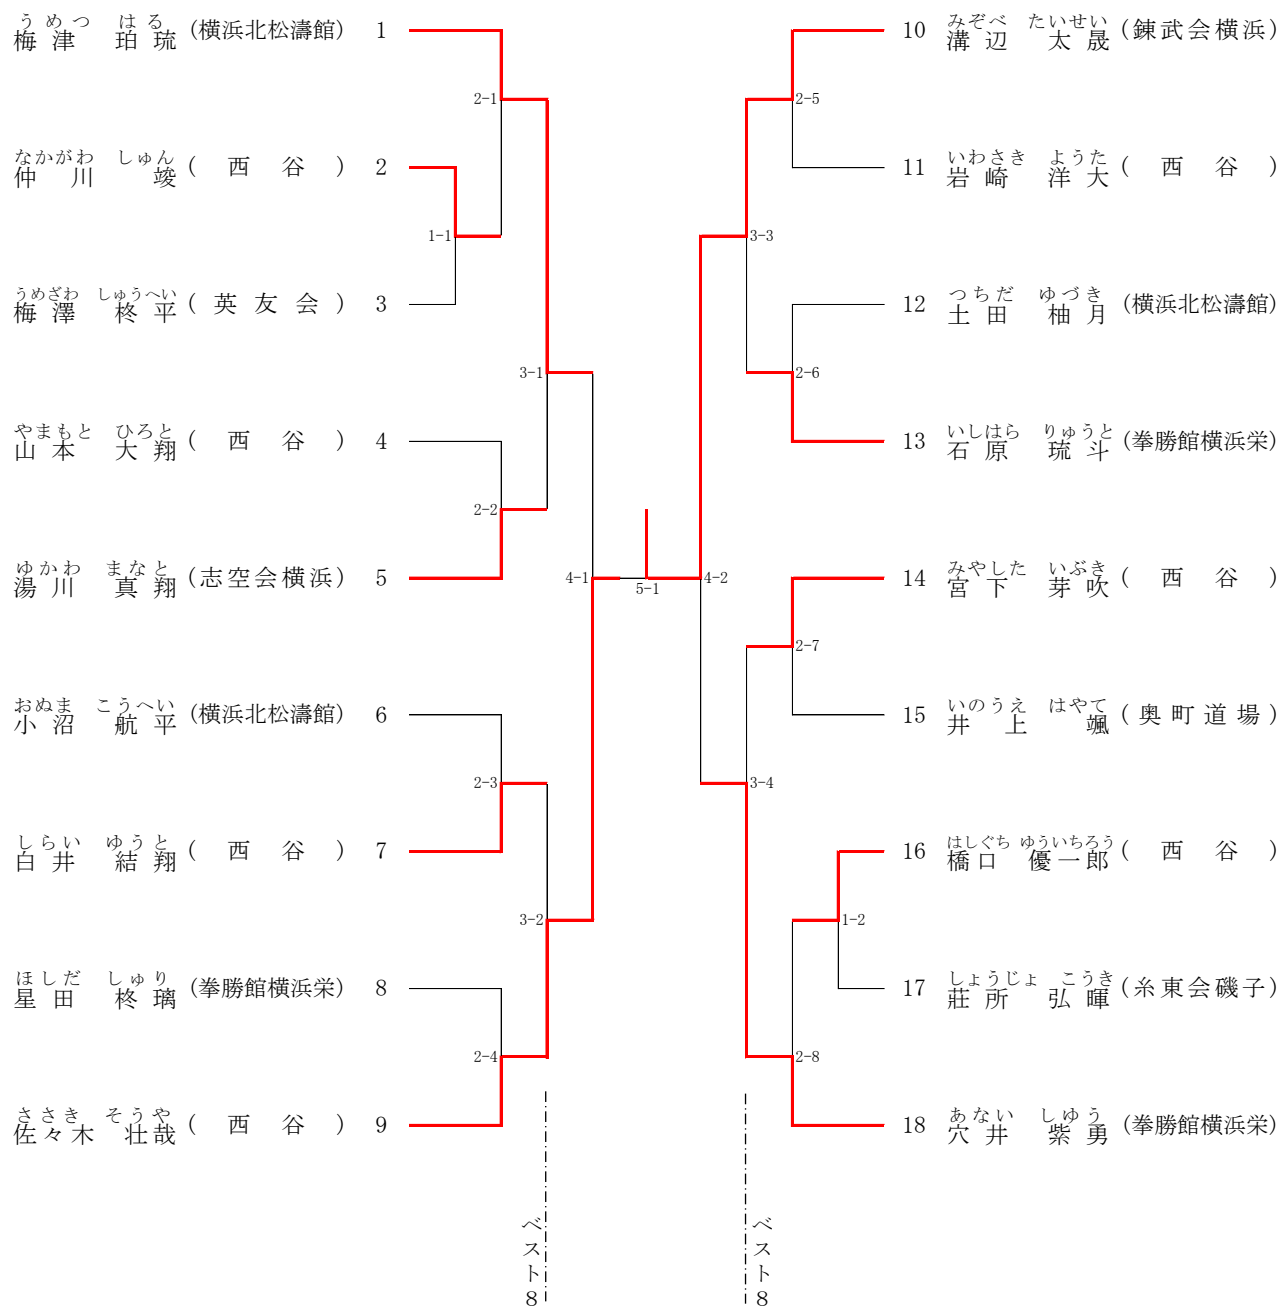 うめつ はる
梅津 珀琉 (横浜北松濤館) 1
なかがわ しゅん
仲川 竣 (西谷) 2
うめざわ しゅうへい
梅澤 柊平 (英友会) 3
やまもと ひろと
山本 大翔 (西谷) 4
ゆかわ まなと
湯川 真翔 (志空会横浜) 5
おぬま こうへい
小沼 航平 (横浜北松濤館) 6
しらい ゆうと
白井 結翔 (西谷) 7
ほしだ しゅり
星田 柊璃 (拳勝館横浜栄) 8
ささき そうや
佐々木 壮哉 (西谷) 9
2-1
1-1
3-1
2-2
4-1
2-3
3-2
2-4
5-1
2-5
3-3
2-6
4-2
2-7
3-4
1-2
2-8
みぞべ たいせい
10 溝辺 太晟 (錬武会横浜)
いわさき ようた
11 岩崎 洋大 (西谷)
つちだ ゆづき
12 土田 柚月 (横浜北松濤館)
いしはら りゅうと
13 石原 琉斗 (拳勝館横浜栄)
みやした いぶき
14 宮下 芽吹 (西谷)
いのうえ はやて
15 井上 颯 (奥町道場)
はしぐち ゆういちろう
16 橋口 優一郎 (西谷)
しょうじょ こうき
17 莊所 弘暉 (糸東会磯子)
あない しゆう
18 穴井 紫勇 (拳勝館横浜栄)
ベスト8
ベスト8